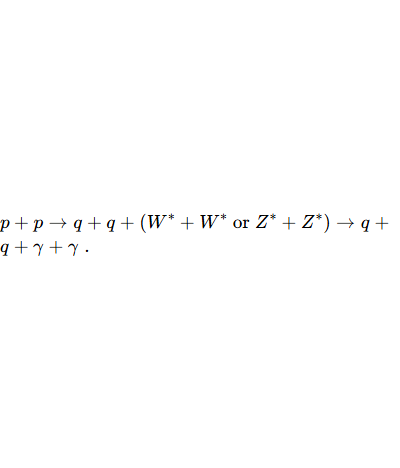 p + p → q + q + (W* + W* or Z* + Z*) → q +
q + γ + γ .